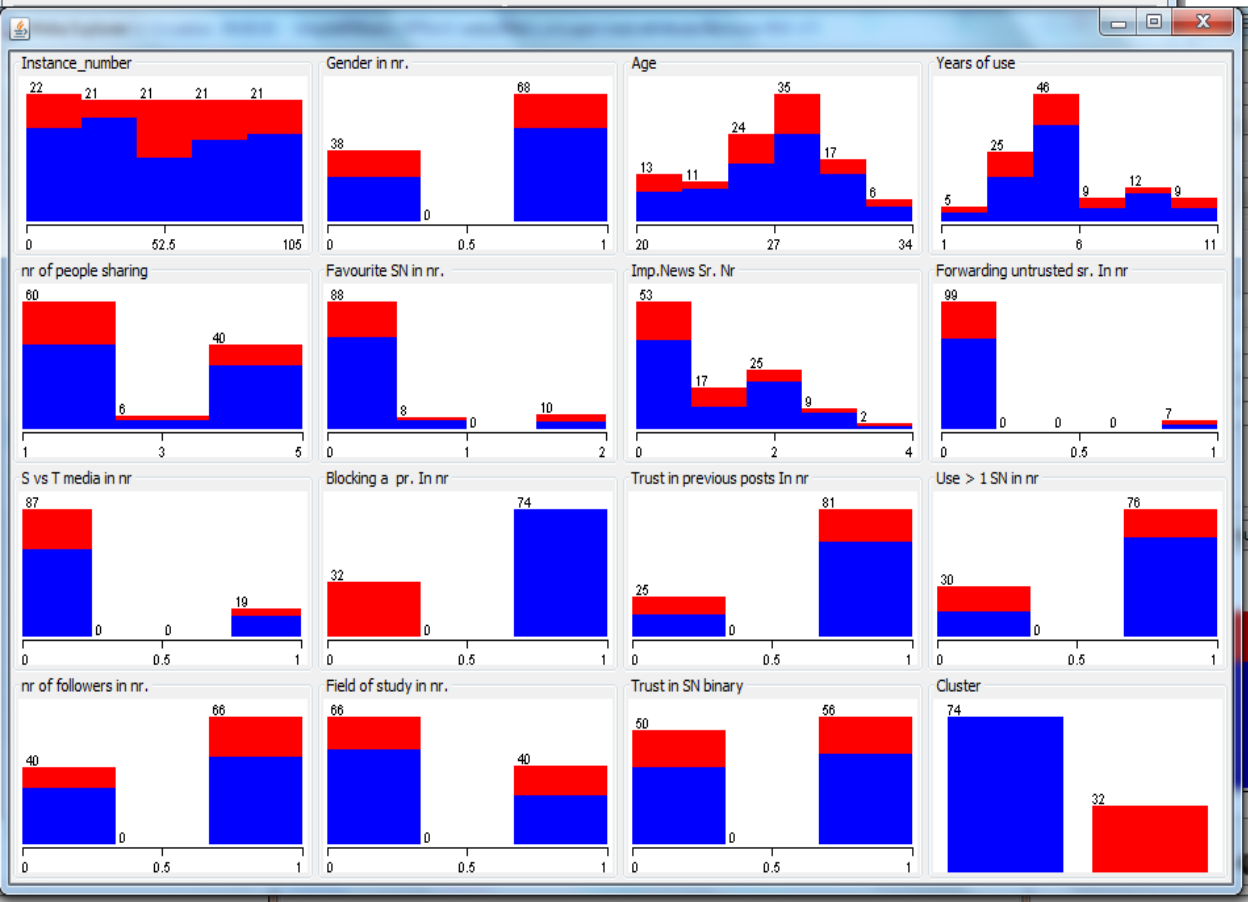 Instance_number Gender in nr. Age Years of use
22 21 21 21 21 38 0 68 13 11 24 35 17 6 5 25 46 9 12 9
0 52.5 105 0 0.5 1 20 27 34 1 6 11
nr of people sharing Favourite SN in nr. Imp.News Sr. Nr Forwarding untrusted sr. In nr
60 6 40 88 8 0 10 53 17 25 9 2 99 0 0 0 7
1 3 5 0 1 2 0 2 4 0 0.5 1
S vs T media in nr Blocking a pr. In nr Trust in previous posts In nr Use > 1 SN in nr
87 0 0 19 32 0 74 25 0 81 30 0 76
0 0.5 1 0 0.5 1 0 0.5 1 0 0.5 1
nr of followers in nr. Field of study in nr. Trust in SN binary Cluster
40 0 66 66 0 40 50 0 56 74 32
0 0.5 1 0 0.5 1 0 0.5 1